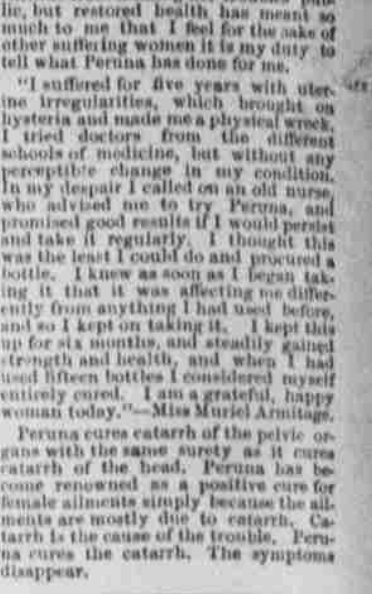 lic, but restored health has meant so
much to me that I feel for the sake of
other suffering women it is my duty to
tell what Peruna has done for me.
"I suffered for five years with uter-
ine irregularities, which brought on
hysteria and made me a physical wreck.
I tried doctors from the different
schools of medicine, but without any
perceptible change in my condition.
In my despair I called on an old nurse,
who advised me to try Peruna, and
promised good results if I would persist
and take it regularly. I thought this
was the least I could do and procured a
bottle. I knew as soon as I began tak-
ing it that it was affecting me differ-
ently from anything I had used before,
and so I kept on taking it. I kept this
up for six months, and steadily gained
strength and health, and when I had
used fifteen bottles I considered myself
entirely cured. I am a grateful, happy
woman today."—Miss Muriel Armitage.
Peruna cures catarrh of the pelvic or-
gans with the same surety as it cures
catarrh of the head. Peruna has be-
come renowned as a positive cure for
female ailments simply because the ail-
ments are mostly due to catarrh. Ca-
tarrh is the cause of the trouble. Peru-
na cures the catarrh. The symptoms
disappear.